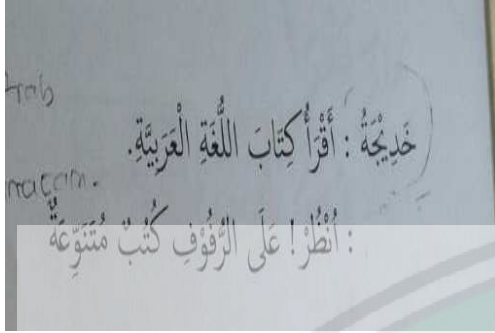 خَدِيْجَةُ : أَقْرَأُ كِتَابَ اللُّغَةِ الْعَرَبِيَّةِ.
: اُنْظُرْ! عَلَى الرُّفُوْفِ كُتُبٌ مُتَنَوِّعَةٌ